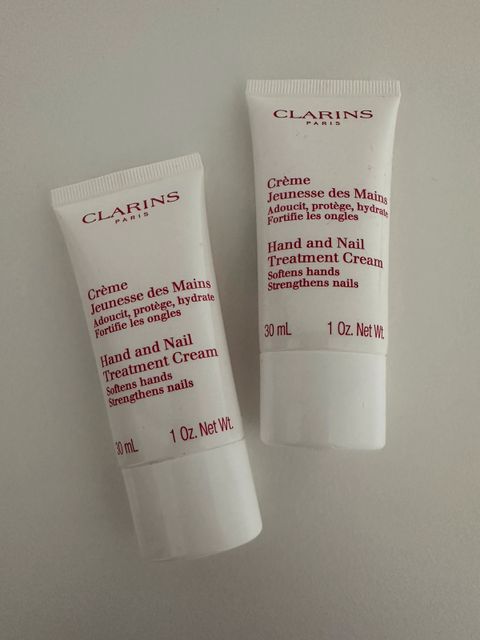 CLARINS
PARIS
Crème
Jeunesse des Mains
Adoucit, protège, hydrate
Fortifie les ongles
Hand and Nail
Treatment Cream
Softens hands
Strengthens nails
30 mL 1 Oz. Net Wt.
CLARINS
PARIS
Crème
Jeunesse des Mains
Adoucit, protège, hydrate
Fortifie les ongles
Hand and Nail
Treatment Cream
Softens hands
Strengthens nails
30 mL 1 Oz. Net Wt.